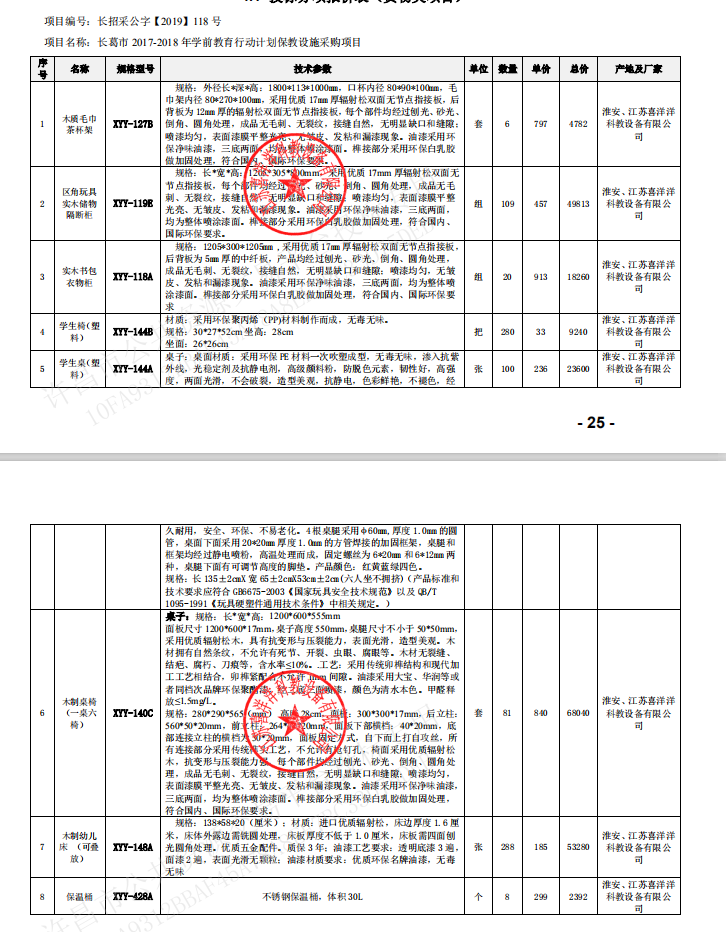 项目编号：长招采公字【2019】118 号
项目名称：长葛市 2017-2018 年学前教育行动计划保教设施采购项目
序号 名称 规格型号 技术参数 单位 数量 单价 总价 产地及厂家
1 木质毛巾茶杯架 XYY-127B 套 6 797 4782 淮安、江苏喜洋洋科教设备有限公司
规格：外径长*深*高：1800*113*1000mm，口杯内径 80*90*100mm，毛
巾架内径 80*270*100mm，采用优质 17mm 厚辐射松双面无节点指接板，后
背板为 12mm 厚的辐射松双面无节点指接板，每个部件均经过刨光、砂光、
倒角、圆角处理，成品无毛刺、无裂纹，接缝自然，无明显缺口和缝隙；
喷漆均匀，表面漆膜平整光亮、无皱皮、发粘和漏漆现象。油漆采用环
保净味油漆，三底两面，均为整体喷涂漆面。榫接部分采用环保白乳胶
做加固处理，符合国内、国际环保要求。
2 区角玩具实木储物隔断柜 XYY-119E 组 109 457 49813 淮安、江苏喜洋洋科教设备有限公司
规格：长*宽*高：1205*305*600mm，采用优质 17mm 厚辐射松双面无
节点指接板，每个部件均经过刨光、砂光、倒角、圆角处理，成品无毛
刺、无裂纹，接缝自然，无明显缺口和缝隙；喷漆均匀，表面漆膜平整
光亮、无皱皮、发粘和漏漆现象。油漆采用环保净味油漆，三底两面，
均为整体喷涂漆面。榫接部分采用环保白乳胶做加固处理，符合国内、
国际环保要求。
3 实木书包衣物柜 XYY-118A 组 20 913 18260 淮安、江苏喜洋洋科教设备有限公司
规格：1205*300*1205mm，采用优质 17mm 厚辐射松双面无节点指接板，
后背板为 5mm 厚的中纤板，产品均经过刨光、砂光、倒角、圆角处理，
成品无毛刺、无裂纹，接缝自然，无明显缺口和缝隙；喷漆均匀，无皱
皮、发粘和漏漆现象。油漆采用环保净味油漆，三底两面，均为整体喷
涂漆面。榫接部分采用环保白乳胶做加固处理，符合国内、国际环保要
求
4 学生椅（塑料） XYY-144B 把 280 33 9240 淮安、江苏喜洋洋科教设备有限公司
材质：采用环保聚丙烯（PP)材料制作而成，无毒无味。
规格：30*27*52cm 坐高：28cm
坐面：26*26cm
5 学生桌（塑料） XYY-144A 张 100 236 23600 淮安、江苏喜洋洋科教设备有限公司
桌子：桌面材质：采用环保 PE 材料一次吹塑成型，无毒无味，渗入抗紫
外线，光稳定剂及抗静电剂，高级颜料粉，防脱色元素，韧性好，高强
度，两面光滑，不会破裂，造型美观，抗静电，色彩鲜艳，不褪色，经
- 25 -
久耐用，安全、环保、不易老化。4 根桌腿采用Φ60mm,厚度 1.0mm 的圆
管，桌面下面采用 20*20mm 厚度 1.0mm 的方管焊接的加固框架，桌腿和
框架均经过静电喷粉，高温处理而成，固定螺丝为 6*20mm 和 6*12mm 两
种，桌腿下面有可调节高度的脚垫。产品颜色：红黄蓝绿四色。
规格：长 135±2cmX 宽 65±2cmX53cm±2cm(六人坐不拥挤)（产品标准和
技术要求应符合 GB6675-2003《国家玩具安全技术规范》以及 QB/T
1095-1991《玩具硬塑件通用技术条件》中相关规定。）
6 木制桌椅（一桌六椅） XYY-140C 套 81 840 68040 淮安、江苏喜洋洋科教设备有限公司
桌子：规格：长*宽*高：1200*600*555mm
面板尺寸 1200*600*17mm，桌子高度 550mm，桌腿尺寸不小于 50*50mm，
采用优质辐射松木，具有抗变形与压裂能力，表面光滑，造型美观。木
材拥有自然条纹，不允许有死节、开裂、虫眼、腐眼等。木材无裂缝、
结疤、腐朽、刀痕等，含水率≤10%。.工艺：采用传统卯榫结构和现代加
工工艺相结合，卯榫紧配合不允许 1mm 间隙。油漆采用大宝、华润等或
者同档次品牌环保聚酯漆；经三底二面喷漆，颜色为清水本色。甲醛释
放≤1.5mg/L。
规格：280*290*565(mm)，高度 28cm，面板：300*300*17mm，后立柱：
560*50*20mm，前立柱：264*20*20mm，面板下部横档：40*20mm，底
部连接立柱的横档为 30*20mm，面板固定方式，自下而上打自攻丝，所
有连接部分采用传统榫头工艺，不允许有枪钉孔，椅面采用优质辐射松
木，抗变形与压裂能力强，每个部件均经过刨光、砂光、倒角、圆角处
理，成品无毛刺、无裂纹，接缝自然，无明显缺口和缝隙；喷漆均匀，
表面漆膜平整光亮、无皱皮、发粘和漏漆现象。油漆采用环保净味油漆，
三底两面，均为整体喷涂漆面。榫接部分采用环保白乳胶做加固处理，
符合国内、国际环保要求。
7 木制幼儿床 （可叠放） XYY-148A 张 288 185 53280 淮安、江苏喜洋洋科教设备有限公司
规格：138*58*20（厘米）；材质：进口优质辐射松，床边厚度 1.6 厘
米，床体外露边需铣圆处理，床板厚度不低于 1.0 厘米，床板需四面刨
光圆角处理。优质五金配件。质保 3 年；油漆工艺要求：透明底漆 3 遍，
面漆 2 遍，表面光滑无颗粒；油漆材质要求：优质环保名牌油漆，无毒
无味
8 保温桶 XYY-428A 不锈钢保温桶，体积 30L 个 8 299 2392 淮安、江苏喜洋洋科教设备有限公司